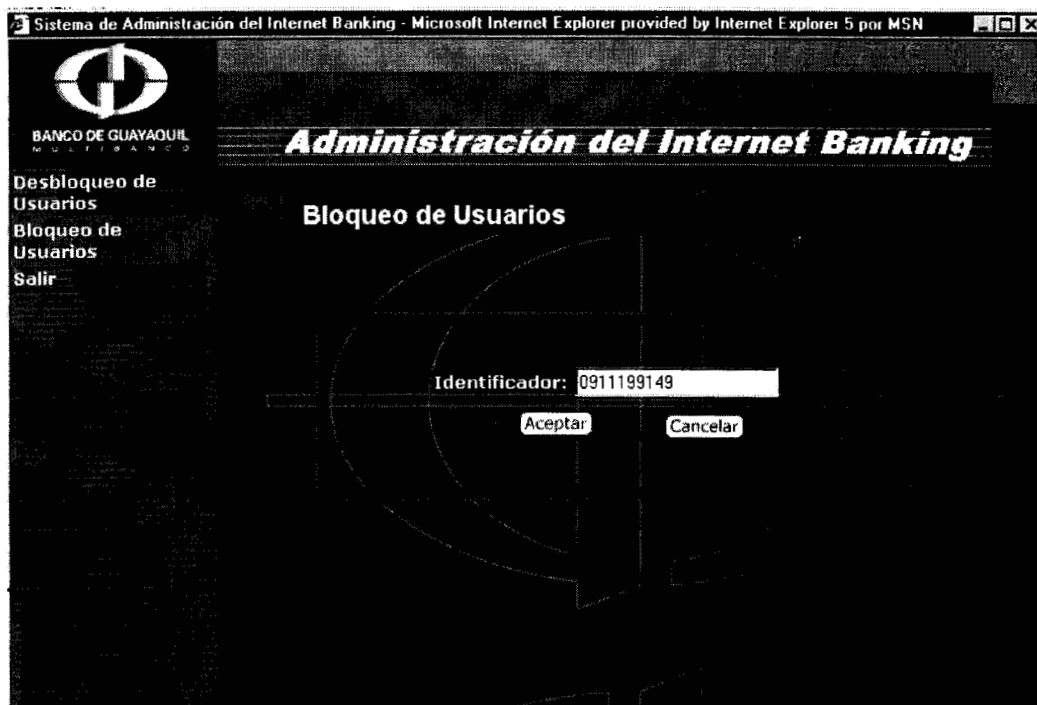 Sistema de Administración del Internet Banking - Microsoft Internet Explorer provided by Internet Explorer 5 por MSN
BANCO DE GUAYAQUIL
MULTIBANCO
Administración del Internet Banking
Desbloqueo de
Usuarios
Bloqueo de
Usuarios
Salir
Bloqueo de Usuarios
Identificador: 0911199149
Aceptar Cancelar